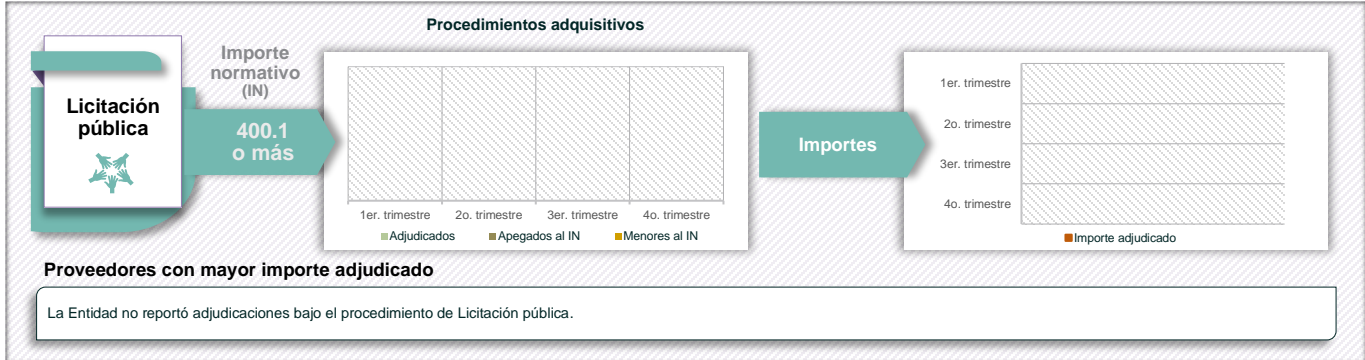 Procedimientos adquisitivos
Licitación
pública
Importe
normativo
(IN)
400.1
o más
1er. trimestre 2o. trimestre 3er. trimestre 4o. trimestre
Adjudicados Apegados al IN Menores al IN
Importes
1er. trimestre
2o. trimestre
3er. trimestre
4o. trimestre
Importe adjudicado
Proveedores con mayor importe adjudicado
La Entidad no reportó adjudicaciones bajo el procedimiento de Licitación pública.